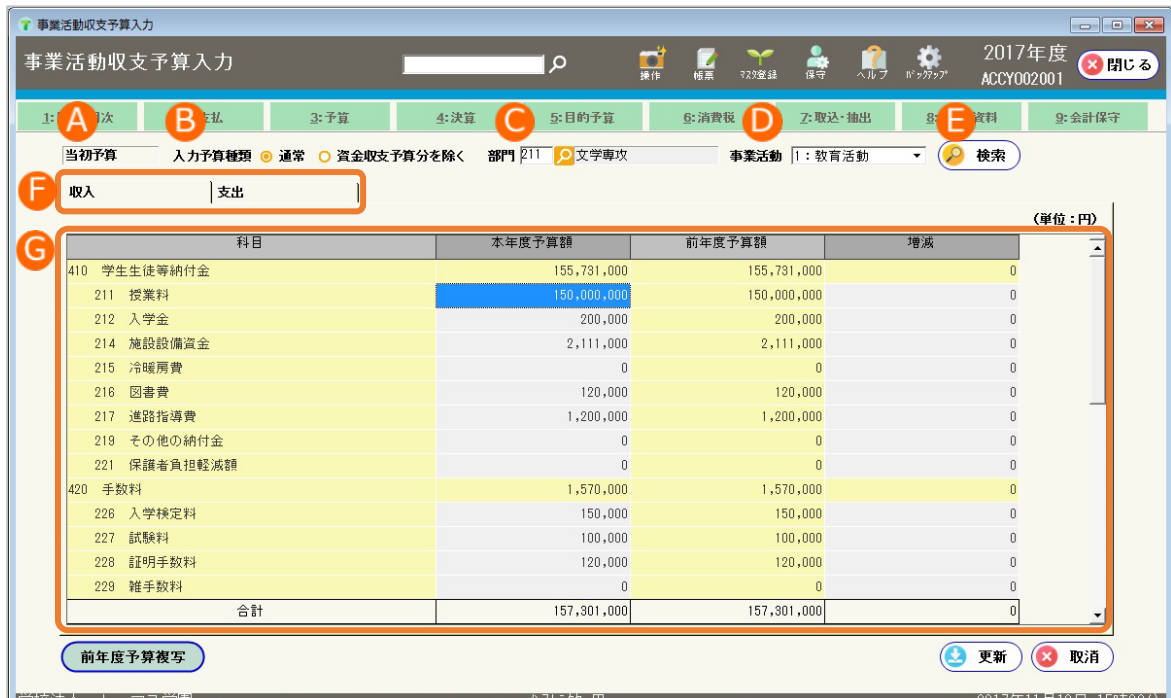 事業活動収支予算入力
事業活動収支予算入力
操作 帳票 マスタ登録 保守 ヘルプ バックアップ
2017年度
ACCY002001
閉じる
1: 次 払 3:予算 4:決算 5:目的予算 6:消費税 7:取込・抽出 8: 資料 9:会計保守
A B C D E
当初予算 入力予算種類 通常 資金収支予算分を除く 部門 211 文学専攻 事業活動 1:教育活動 検索
F 収入 支出
(単位:円)
G
科目 本年度予算額 前年度予算額 増減
410 学生生徒等納付金 155,731,000 155,731,000 0
211 授業料 150,000,000 150,000,000 0
212 入学金 200,000 200,000 0
214 施設設備資金 2,111,000 2,111,000 0
215 冷暖房費 0 0 0
216 図書費 120,000 120,000 0
217 進路指導費 1,200,000 1,200,000 0
219 その他の納付金 0 0 0
221 保護者負担軽減額 0 0 0
420 手数料 1,570,000 1,570,000 0
226 入学検定料 150,000 150,000 0
227 試験料 100,000 100,000 0
228 証明手数料 120,000 120,000 0
229 雑手数料 0 0 0
合計 157,301,000 157,301,000 0
前年度予算複写 更新 取消